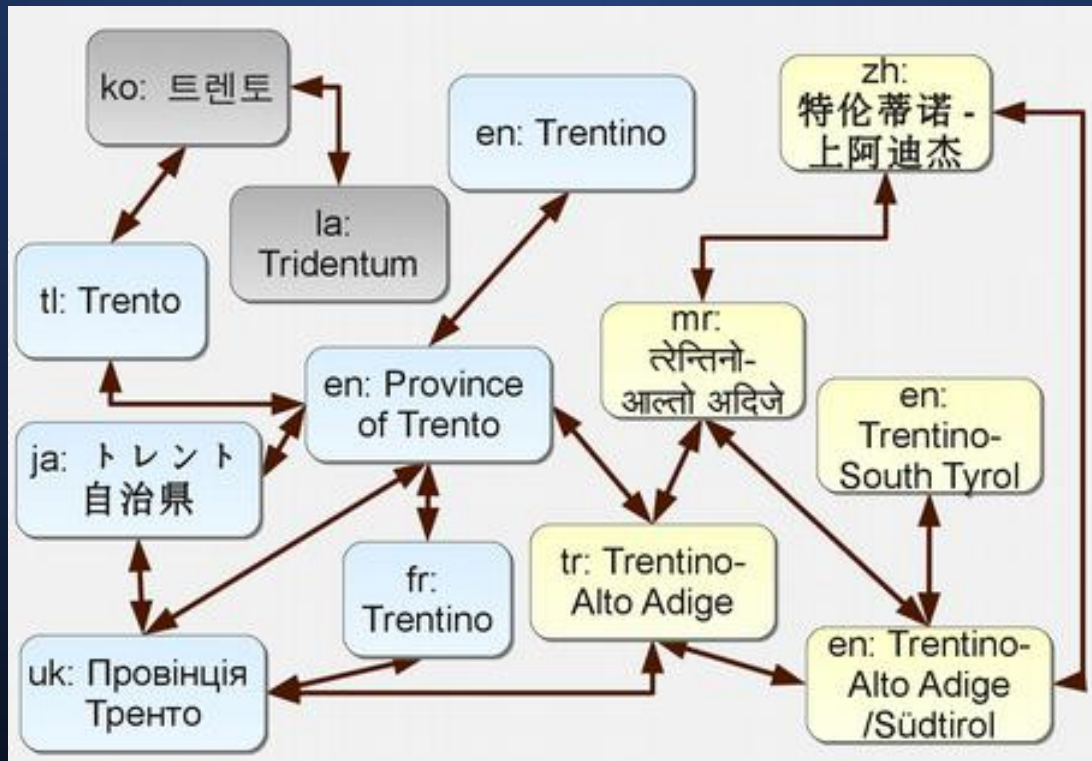 ko: 트렌토
en: Trentino
zh:
特伦蒂诺 -
上阿迪杰
la:
Tridentum
tl: Trento
mr:
त्रेन्तिनो-
आल्तो अदिजे
en: Province
of Trento
en:
Trentino-
South Tyrol
ja: トレント
自治県
fr:
Trentino
tr: Trentino-
Alto Adige
uk: Провінція
Тренто
en: Trentino-
Alto Adige
/Südtirol